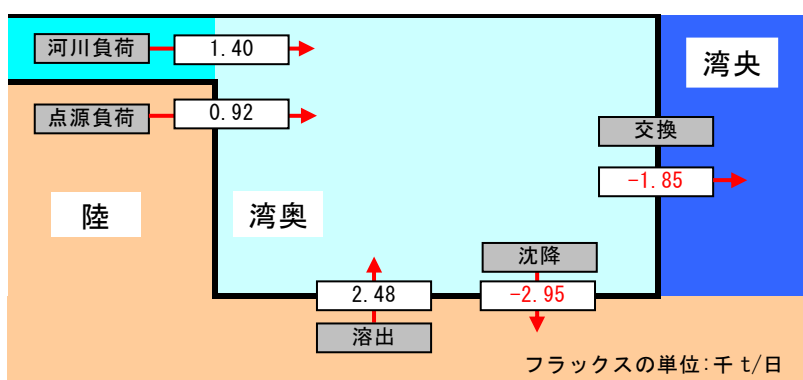 河川負荷
1.40
湾央
点源負荷
0.92
交換
-1.85
陸
湾奥
沈降
2.48
-2.95
溶出
フラックスの単位:千 t/日